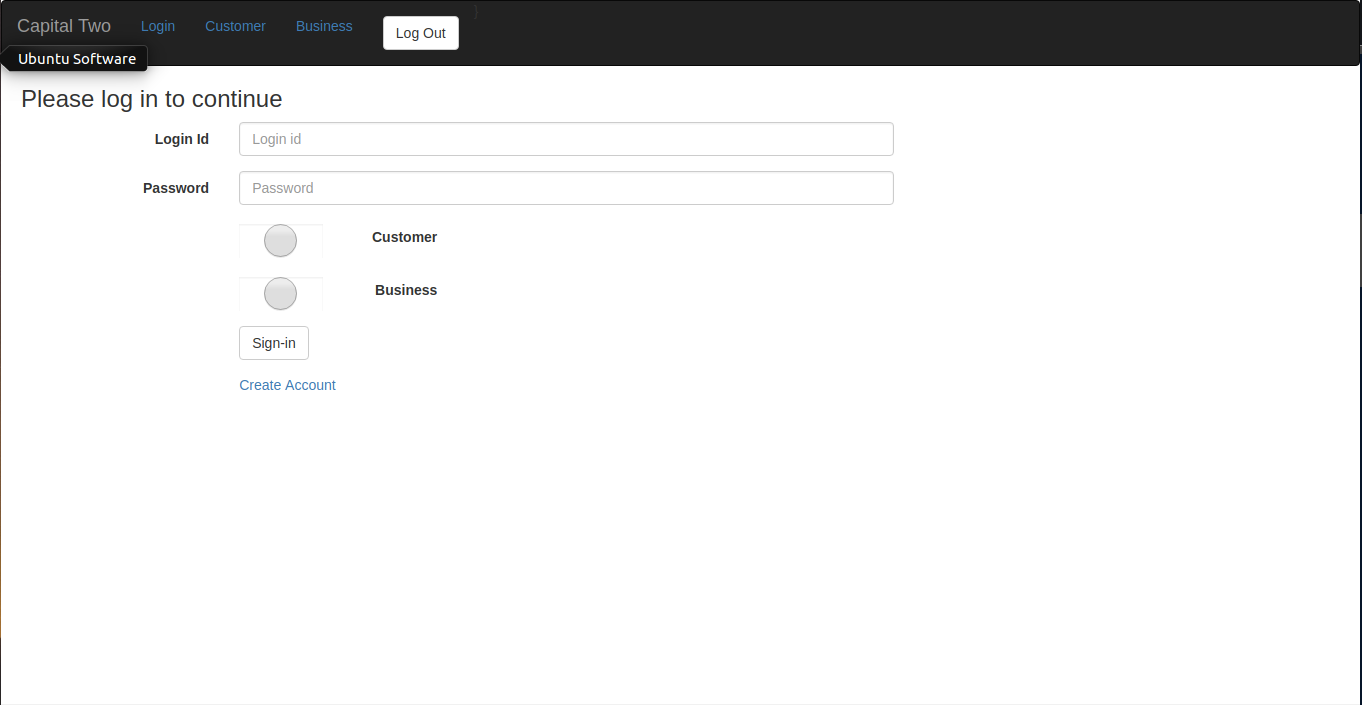 Capital Two Login Customer Business Log Out }
Ubuntu Software
Please log in to continue
Login Id Login id
Password Password
Customer
Business
Sign-in
Create Account